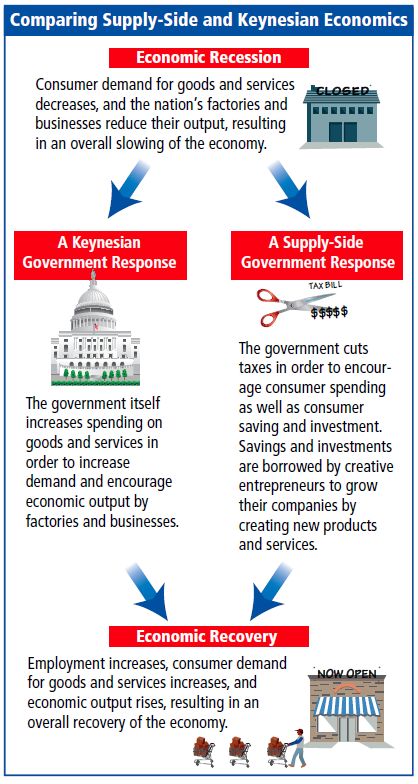 Comparing Supply-Side and Keynesian Economics
Economic Recession
Consumer demand for goods and services
decreases, and the nation's factories and
businesses reduce their output, resulting
in an overall slowing of the economy.
CLOSED
A Keynesian
Government Response
The government itself
increases spending on
goods and services in
order to increase
demand and encourage
economic output by
factories and businesses.
A Supply-Side
Government Response
TAX BILL
$$$$$
The government cuts
taxes in order to encour-
age consumer spending
as well as consumer
saving and investment.
Savings and investments
are borrowed by creative
entrepreneurs to grow
their companies by
creating new products
and services.
Economic Recovery
Employment increases, consumer demand
for goods and services increases, and
economic output rises, resulting in an
overall recovery of the economy.
NOW OPEN